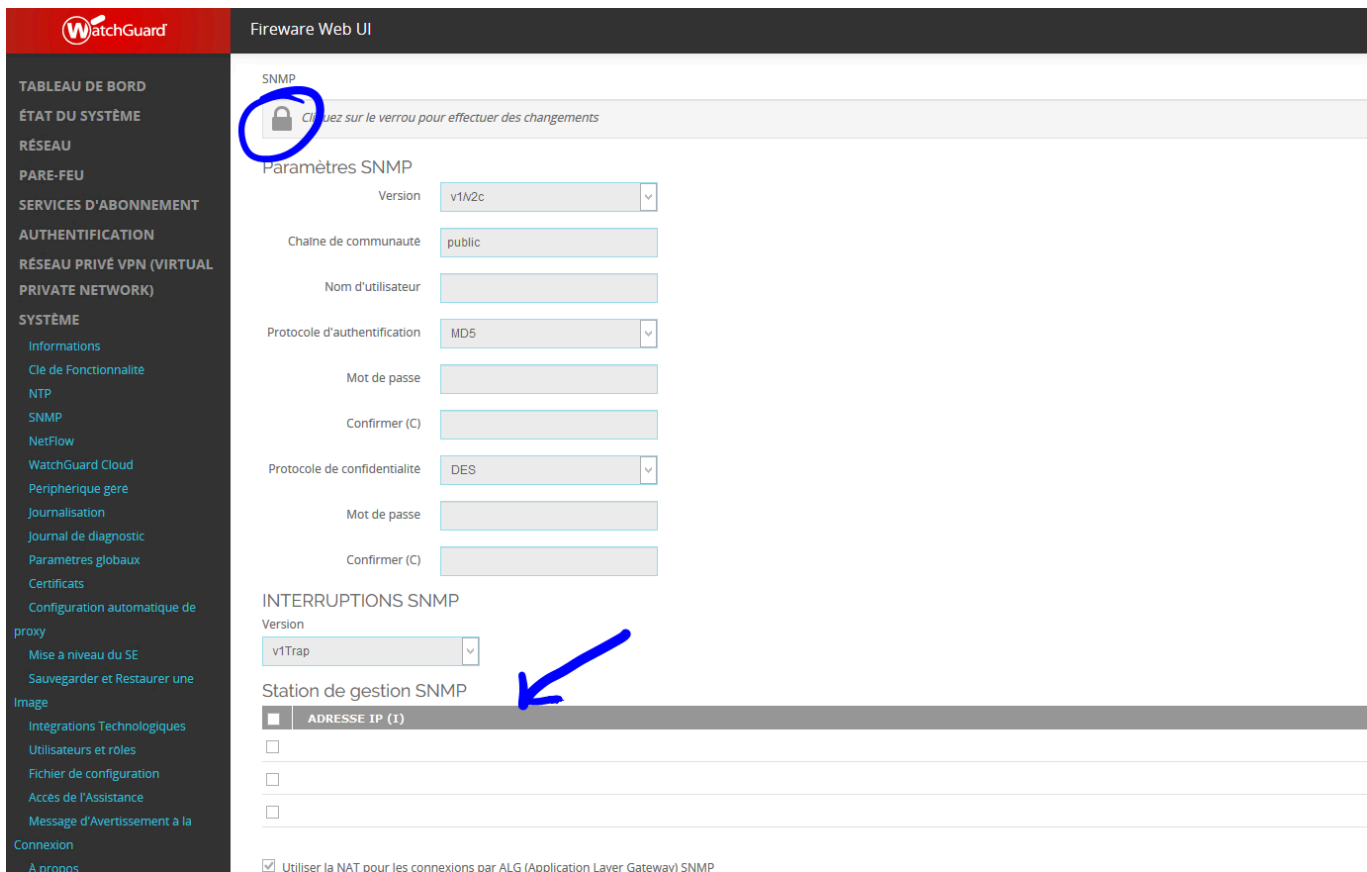 WatchGuard
Fireware Web UI
TABLEAU DE BORD
ÉTAT DU SYSTÈME
RÉSEAU
PARE-FEU
SERVICES D'ABONNEMENT
AUTHENTIFICATION
RÉSEAU PRIVÉ VPN (VIRTUAL
PRIVATE NETWORK)
SYSTÈME
Informations
Clé de Fonctionnalité
NTP
SNMP
NetFlow
WatchGuard Cloud
Périphérique géré
Journalisation
Journal de diagnostic
Paramètres globaux
Certificats
Configuration automatique de
proxy
Mise à niveau du SE
Sauvegarder et Restaurer une
Image
Intégrations Technologiques
Utilisateurs et rôles
Fichier de configuration
Accès de l'Assistance
Message d'Avertissement à la
Connexion
À propos
SNMP
Cliquez sur le verrou pour effectuer des changements
Paramètres SNMP
Version v1/v2c
Chaîne de communauté public
Nom d'utilisateur
Protocole d'authentification MD5
Mot de passe
Confirmer (C)
Protocole de confidentialité DES
Mot de passe
Confirmer (C)
INTERRUPTIONS SNMP
Version
v1Trap
Station de gestion SNMP
ADRESSE IP (I)
Utiliser la NAT pour les connexions par ALG (Application Layer Gateway) SNMP